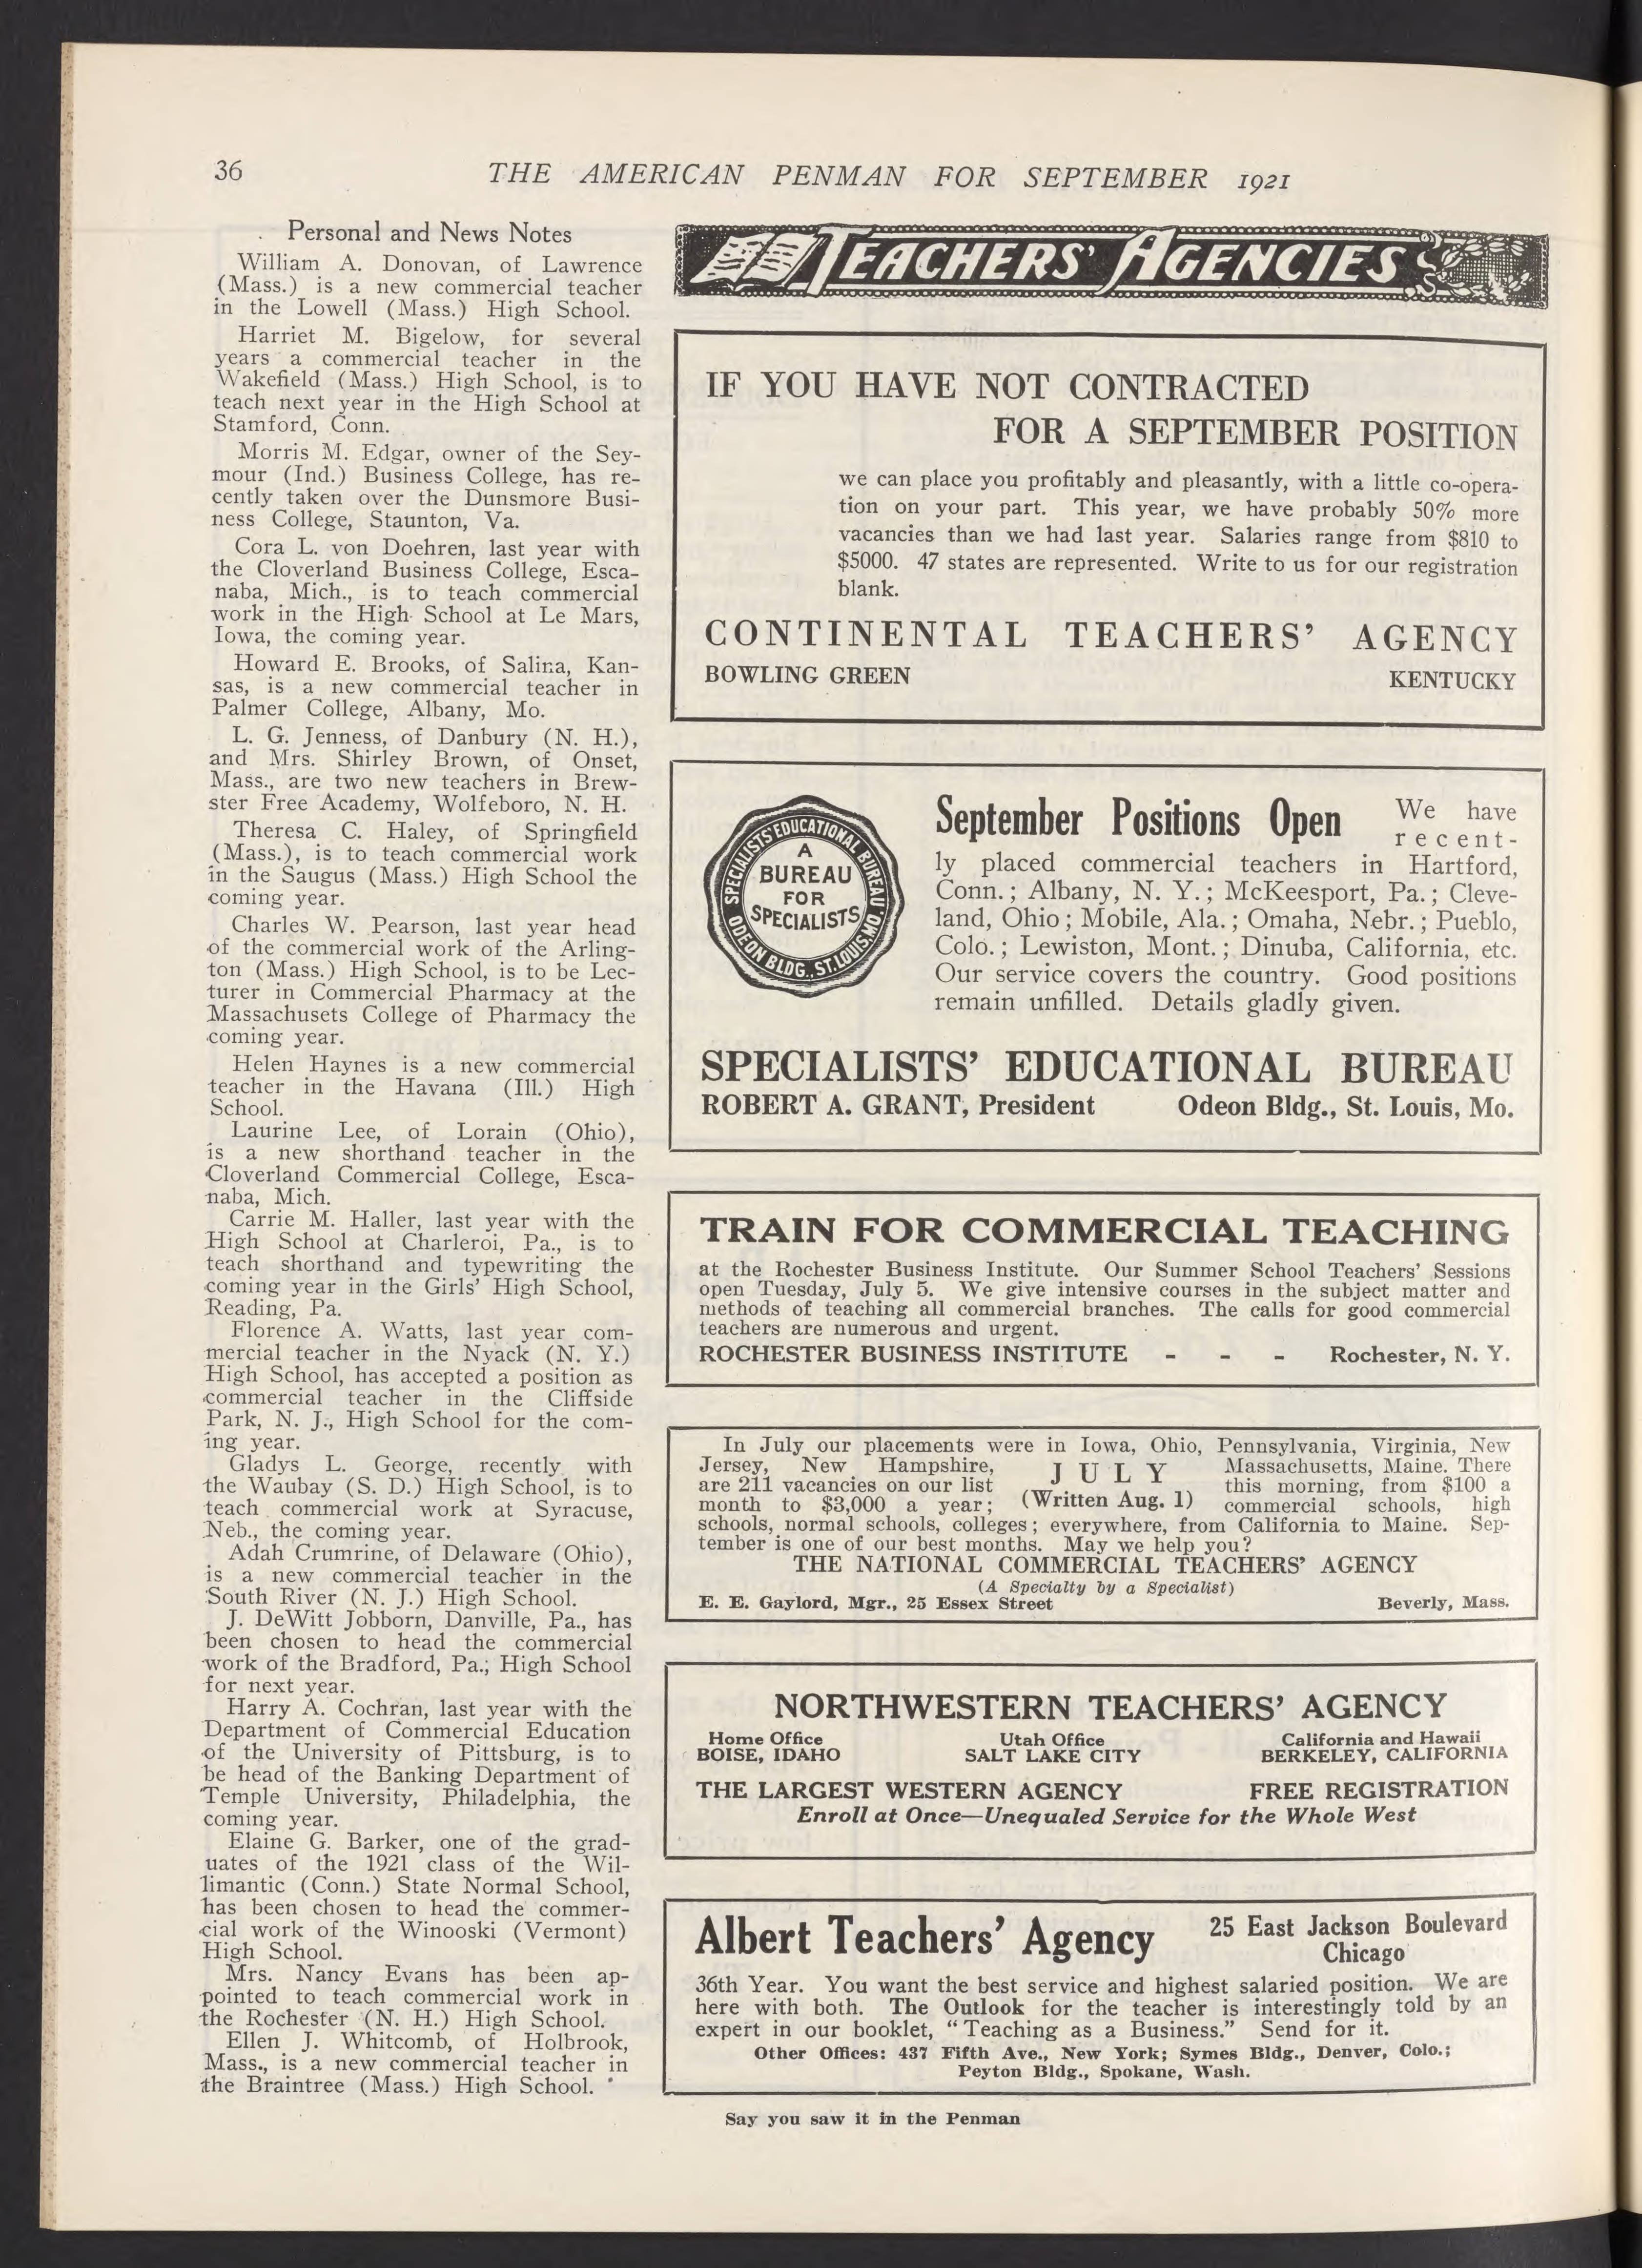 36
THE AMERICAN PENMAN FOR SEPTEMBER 1921
Personal and News Notes
William A. Donovan, of Lawrence
(Mass.) is a new commercial teacher
in the Lowell (Mass.) High School.
Harriet M. Bigelow, for several
years a commercial teacher in the
Wakefield (Mass.) High School, is to
teach next year in the High School at
Stamford, Conn.
Morris M. Edgar, owner of the Sey-
mour (Ind.) Business College, has re-
cently taken over the Dunsmore Busi-
ness College, Staunton, Va.
Cora L. von Doehren, last year with
the Cloverland Business College, Esca-
naba, Mich., is to teach commercial
work in the High School at Le Mars,
Iowa, the coming year.
Howard E. Brooks, of Salina, Kan-
sas, is a new commercial teacher in
Palmer College, Albany, Mo.
L. G. Jenness, of Danbury (N. H.),
and Mrs. Shirley Brown, of Onset,
Mass., are two new teachers in Brew-
ster Free Academy, Wolfeboro, N. H.
Theresa C. Haley, of Springfield
(Mass.), is to teach commercial work
in the Saugus (Mass.) High School the
coming year.
Charles W. Pearson, last year head
of the commercial work of the Arling-
ton (Mass.) High School, is to be Lec-
turer in Commercial Pharmacy at the
Massachusets College of Pharmacy the
coming year.
Helen Haynes is a new commercial
teacher in the Havana (Ill.) High
School.
Laurine Lee, of Lorain (Ohio),
is a new shorthand teacher in the
Cloverland Commercial College, Esca-
naba, Mich.
Carrie M. Haller, last year with the
High School at Charleroi, Pa., is to
teach shorthand and typewriting the
coming year in the Girls' High School,
Reading, Pa.
Florence A. Watts, last year com-
mercial teacher in the Nyack (N. Y.)
High School, has accepted a position as
commercial teacher in the Cliffside
Park, N. J., High School for the com-
ing year.
Gladys L. George, recently with
the Waubay (S. D.) High School, is to
teach commercial work at Syracuse,
Neb., the coming year.
Adah Crumrine, of Delaware (Ohio),
is a new commercial teacher in the
South River (N. J.) High School.
J. DeWitt Jobborn, Danville, Pa., has
been chosen to head the commercial
work of the Bradford, Pa.; High School
for next year.
Harry A. Cochran, last year with the
Department of Commercial Education
of the University of Pittsburg, is to
be head of the Banking Department of
Temple University, Philadelphia, the
coming year.
Elaine G. Barker, one of the grad-
uates of the 1921 class of the Wil-
limantic (Conn.) State Normal School,
has been chosen to head the commer-
cial work of the Winooski (Vermont)
High School.
Mrs. Nancy Evans has been ap-
pointed to teach commercial work in
the Rochester (N. H.) High School.
Ellen J. Whitcomb, of Holbrook,
Mass., is a new commercial teacher in
the Braintree (Mass.) High School.
TEACHERS' AGENCIES
IF YOU HAVE NOT CONTRACTED
FOR A SEPTEMBER POSITION
we can place you profitably and pleasantly, with a little co-opera-
tion on your part. This year, we have probably 50% more
vacancies than we had last year. Salaries range from $810 to
$5000. 47 states are represented. Write to us for our registration
blank.
CONTINENTAL TEACHERS' AGENCY
BOWLING GREEN KENTUCKY
SPECIALISTS' EDUCATIONAL BUREAU
ODEON BLDG., ST. LOUIS, MO.
A
BUREAU
FOR
SPECIALISTS
September Positions Open We have
recent-
ly placed commercial teachers in Hartford,
Conn.; Albany, N. Y.; McKeesport, Pa.; Cleve-
land, Ohio; Mobile, Ala.; Omaha, Nebr.; Pueblo,
Colo.; Lewiston, Mont.; Dinuba, California, etc.
Our service covers the country. Good positions
remain unfilled. Details gladly given.
SPECIALISTS' EDUCATIONAL BUREAU
ROBERT A. GRANT, President Odeon Bldg., St. Louis, Mo.
TRAIN FOR COMMERCIAL TEACHING
at the Rochester Business Institute. Our Summer School Teachers' Sessions
open Tuesday, July 5. We give intensive courses in the subject matter and
methods of teaching all commercial branches. The calls for good commercial
teachers are numerous and urgent.
ROCHESTER BUSINESS INSTITUTE - - - Rochester, N. Y.
In July our placements were in Iowa, Ohio, Pennsylvania, Virginia, New
Jersey, New Hampshire, JULY Massachusetts, Maine. There
are 211 vacancies on our list this morning, from $100 a
month to $3,000 a year; (Written Aug. 1) commercial schools, high
schools, normal schools, colleges; everywhere, from California to Maine. Sep-
tember is one of our best months. May we help you?
THE NATIONAL COMMERCIAL TEACHERS' AGENCY
(A Specialty by a Specialist)
E. E. Gaylord, Mgr., 25 Essex Street Beverly, Mass.
NORTHWESTERN TEACHERS' AGENCY
Home Office Utah Office California and Hawaii
BOISE, IDAHO SALT LAKE CITY BERKELEY, CALIFORNIA
THE LARGEST WESTERN AGENCY FREE REGISTRATION
Enroll at Once—Unequaled Service for the Whole West
Albert Teachers' Agency 25 East Jackson Boulevard
Chicago
36th Year. You want the best service and highest salaried position. We are
here with both. The Outlook for the teacher is interestingly told by an
expert in our booklet, "Teaching as a Business." Send for it.
Other Offices: 437 Fifth Ave., New York; Symes Bldg., Denver, Colo.;
Peyton Bldg., Spokane, Wash.
Say you saw it in the Penman